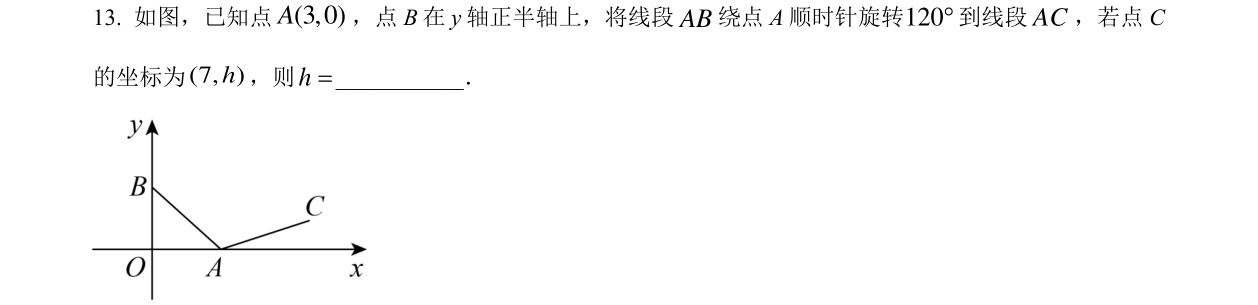 13. 如图，已知点 A(3,0)，点 B 在 y 轴正半轴上，将线段 AB 绕点 A 顺时针旋转120°到线段 AC，若点 C
的坐标为(7,h)，则h=__________.
y
B
C
O
A
x